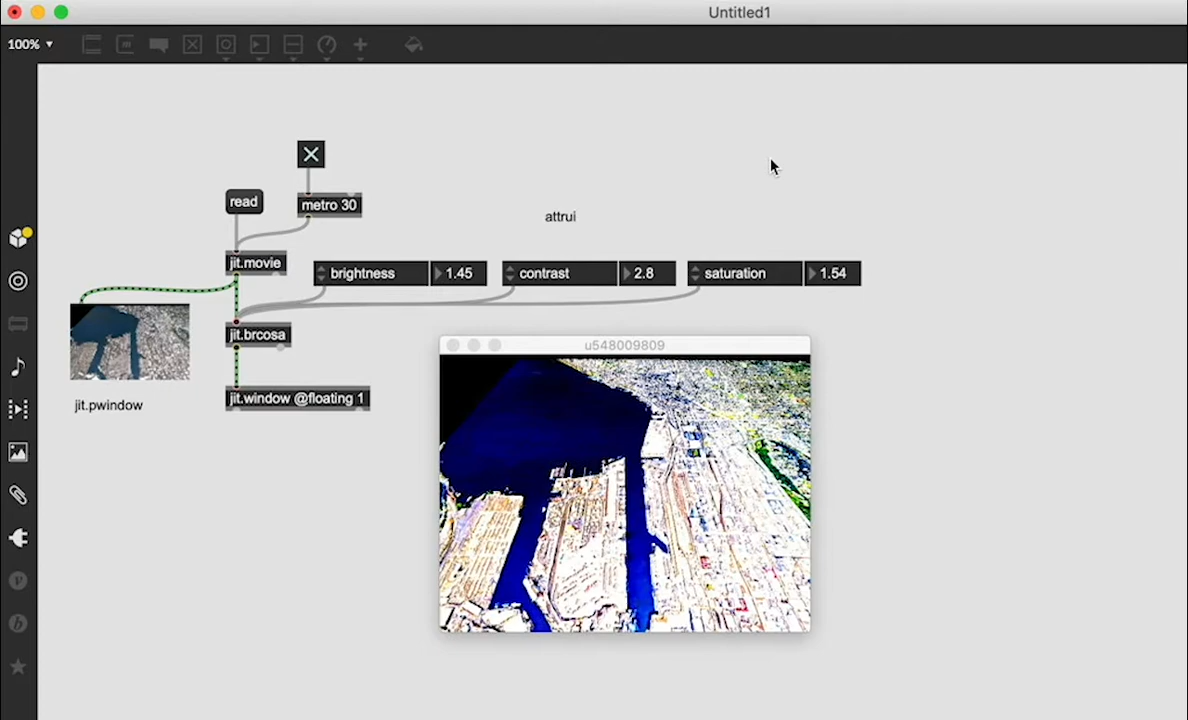 Untitled1
100%
read
metro 30
attrui
jit.movie
brightness 1.45 contrast 2.8 saturation 1.54
jit.brcosa
u548009809
jit.window @floating 1
jit.pwindow